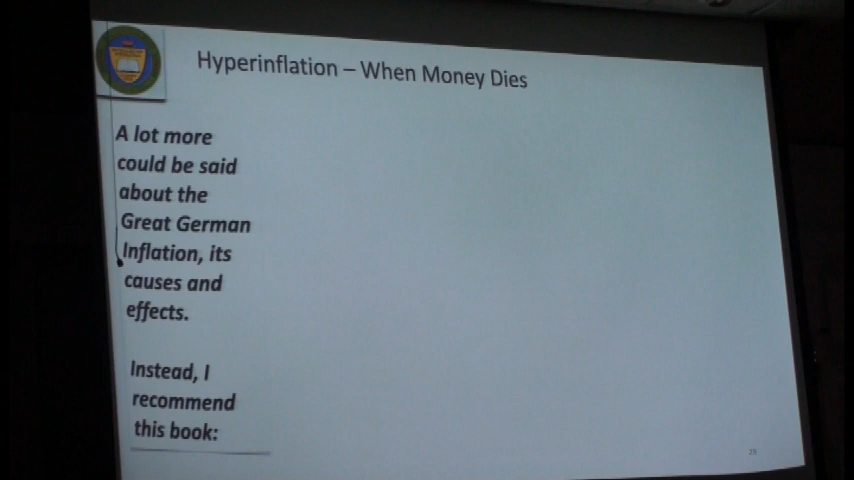 Hyperinflation – When Money Dies
A lot more
could be said
about the
Great German
Inflation, its
causes and
effects.
Instead, I
recommend
this book: